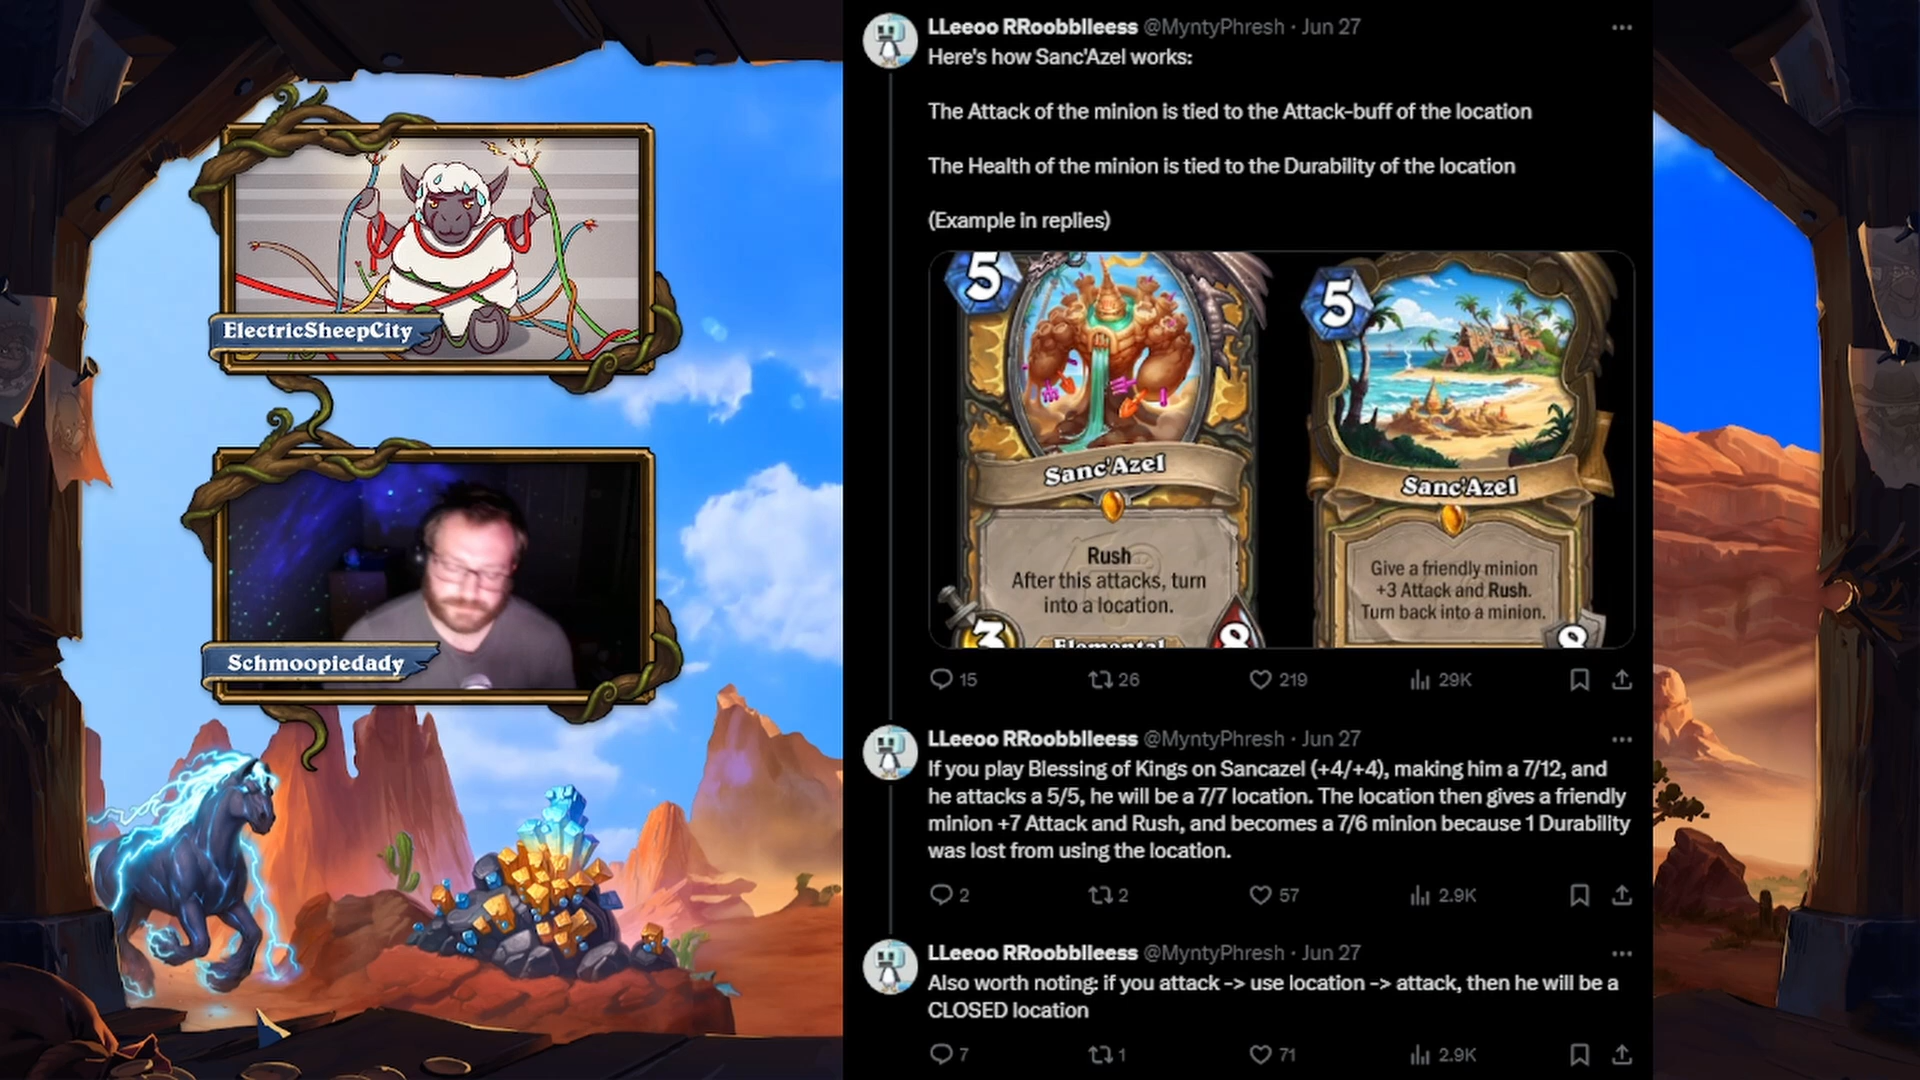 ElectricSheepCity
Schmoopiedady
LLeeoo RRoobblleess @MyntyPhresh · Jun 27
Here's how Sanc'Azel works:
The Attack of the minion is tied to the Attack-buff of the location
The Health of the minion is tied to the Durability of the location
(Example in replies)
5
Sanc'Azel
Rush
After this attacks, turn
into a location.
3
Elemental
8
5
Sanc'Azel
Give a friendly minion
+3 Attack and Rush.
Turn back into a minion.
8
15 26 219 29K
LLeeoo RRoobblleess @MyntyPhresh · Jun 27
If you play Blessing of Kings on Sancazel (+4/+4), making him a 7/12, and
he attacks a 5/5, he will be a 7/7 location. The location then gives a friendly
minion +7 Attack and Rush, and becomes a 7/6 minion because 1 Durability
was lost from using the location.
2 2 57 2.9K
LLeeoo RRoobblleess @MyntyPhresh · Jun 27
Also worth noting: if you attack -> use location -> attack, then he will be a
CLOSED location
7 1 71 2.9K